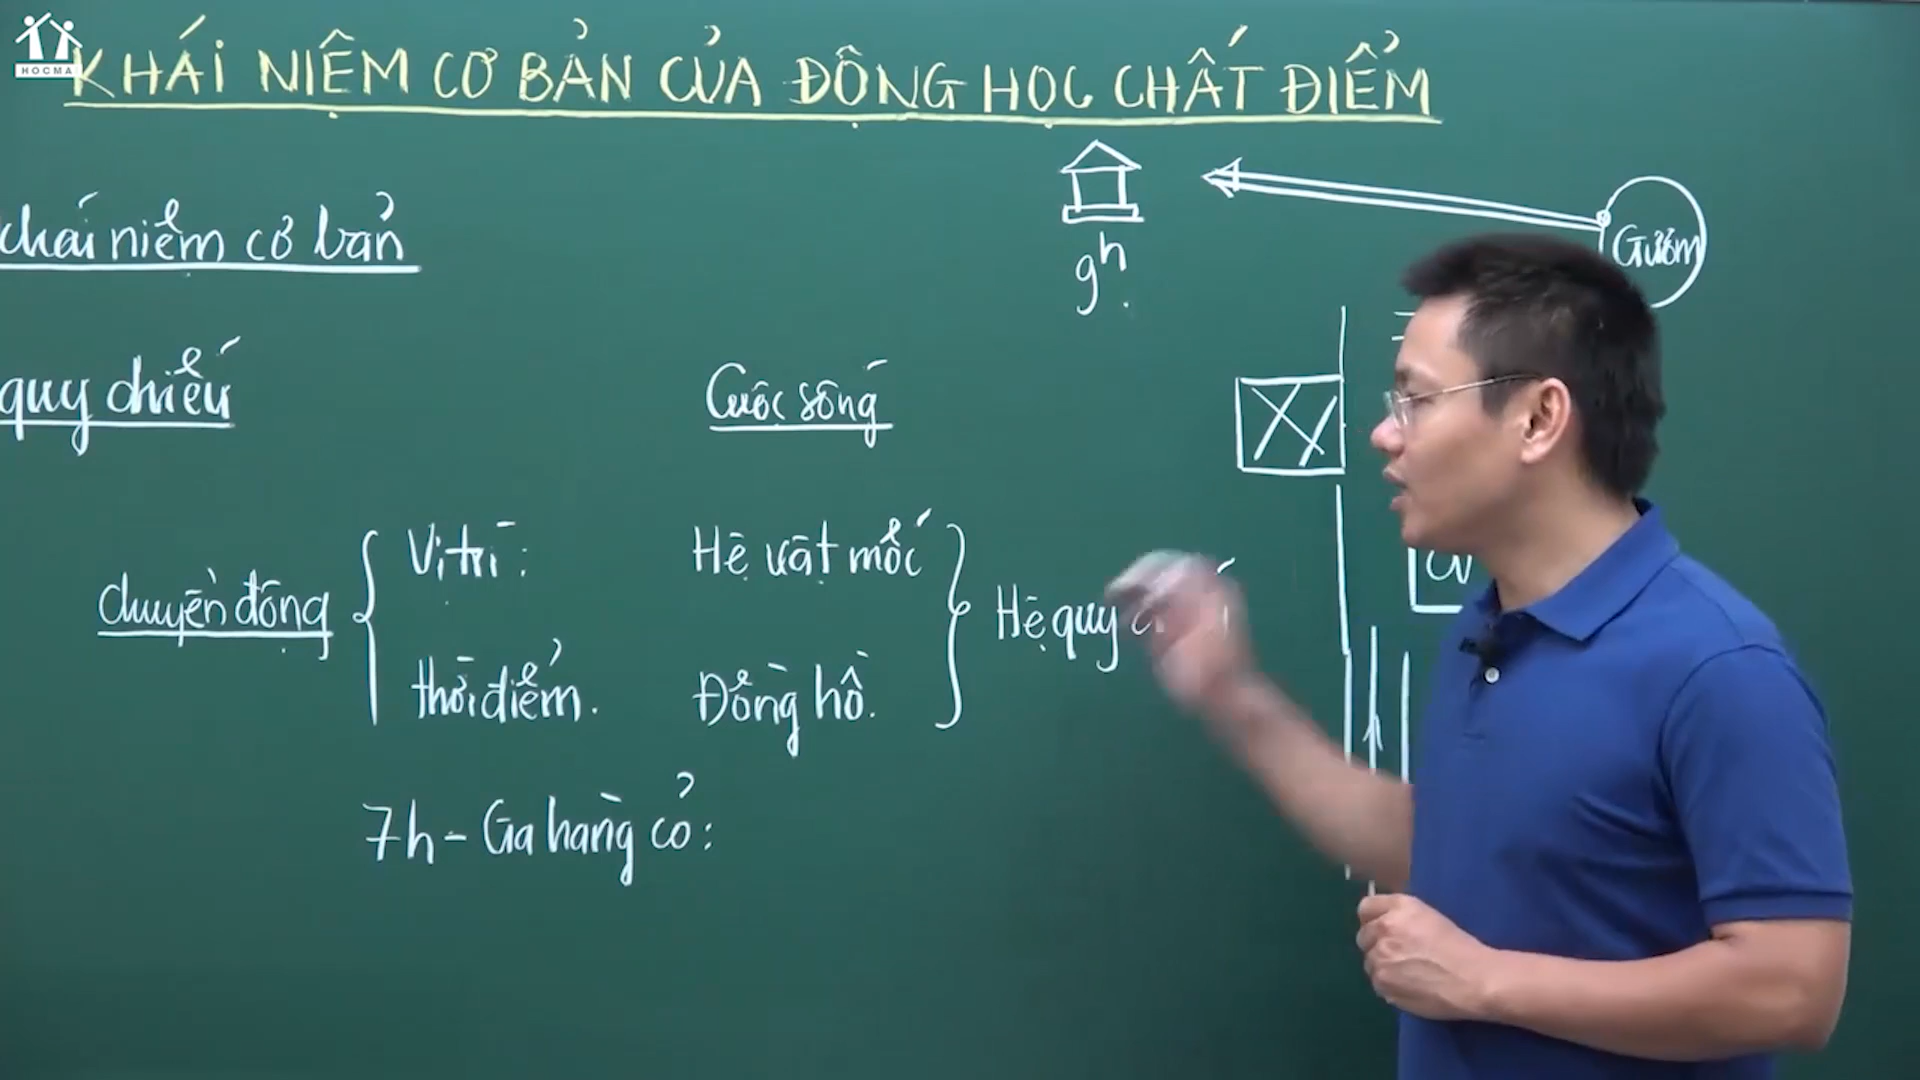 HOCMA
KHÁI NIỆM CƠ BẢN CỦA ĐỘNG HỌC CHẤT ĐIỂM
khái niệm cơ bản
Gươm
gh.
quy chiếu
Cuộc sống
Vị trí: Hệ vật mốc
chuyển động
Hệ quy
thời điểm. Đồng hồ.
7h - Ga hàng cỏ: